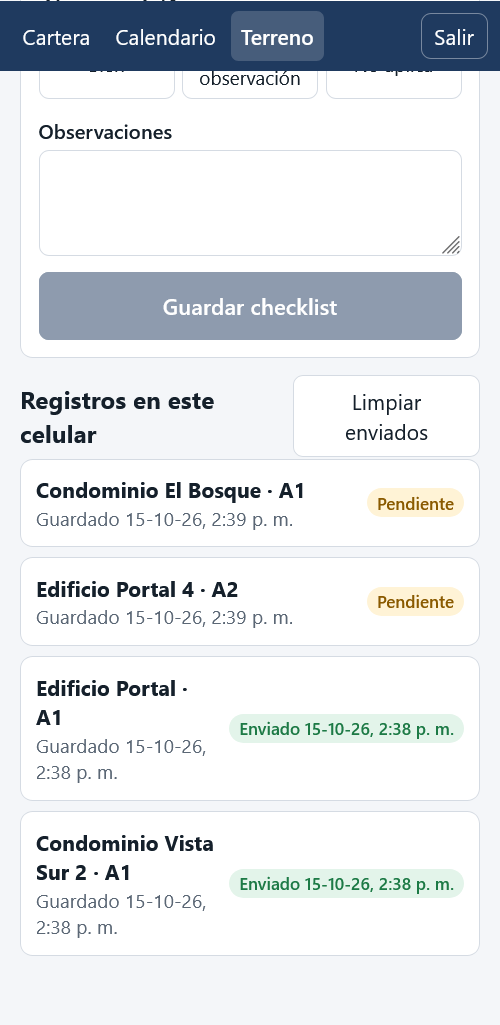 Cartera Calendario Terreno Salir
observación
Observaciones
Guardar checklist
Registros en este
celular
Limpiar
enviados
Condominio El Bosque · A1
Guardado 15-10-26, 2:39 p. m.
Pendiente
Edificio Portal 4 · A2
Guardado 15-10-26, 2:39 p. m.
Pendiente
Edificio Portal ·
A1
Guardado 15-10-26,
2:38 p. m.
Enviado 15-10-26, 2:38 p. m.
Condominio Vista
Sur 2 · A1
Guardado 15-10-26,
2:38 p. m.
Enviado 15-10-26, 2:38 p. m.